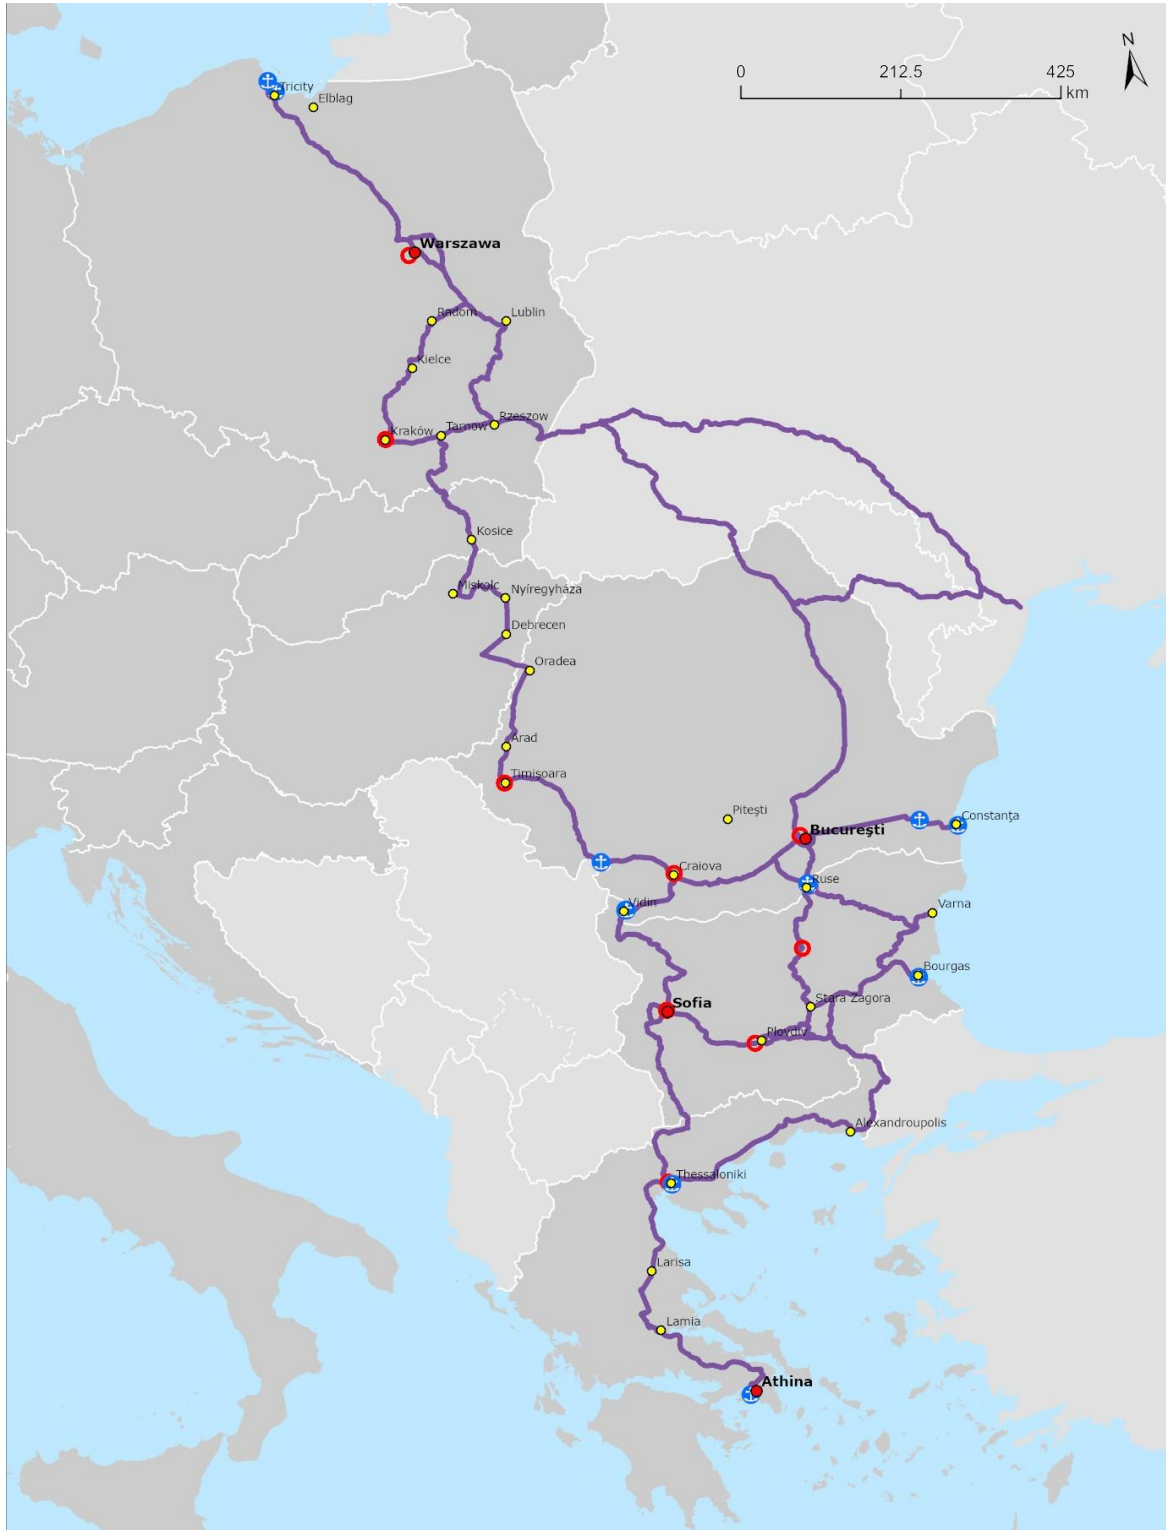 N
0 212.5 425
km
Tricity
Elblag
Warszawa
Radom
Lublin
Kielce
Rzeszow
Kraków
Tarnow
Kosice
Miskolc
Nyíregyháza
Debrecen
Oradea
Arad
Timişoara
Piteşti
Constanţa
Bucureşti
Craiova
Ruse
Vidin
Varna
Bourgas
Stara Zagora
Sofia
Plovdiv
Alexandroupolis
Thessaloniki
Larisa
Lamia
Athina